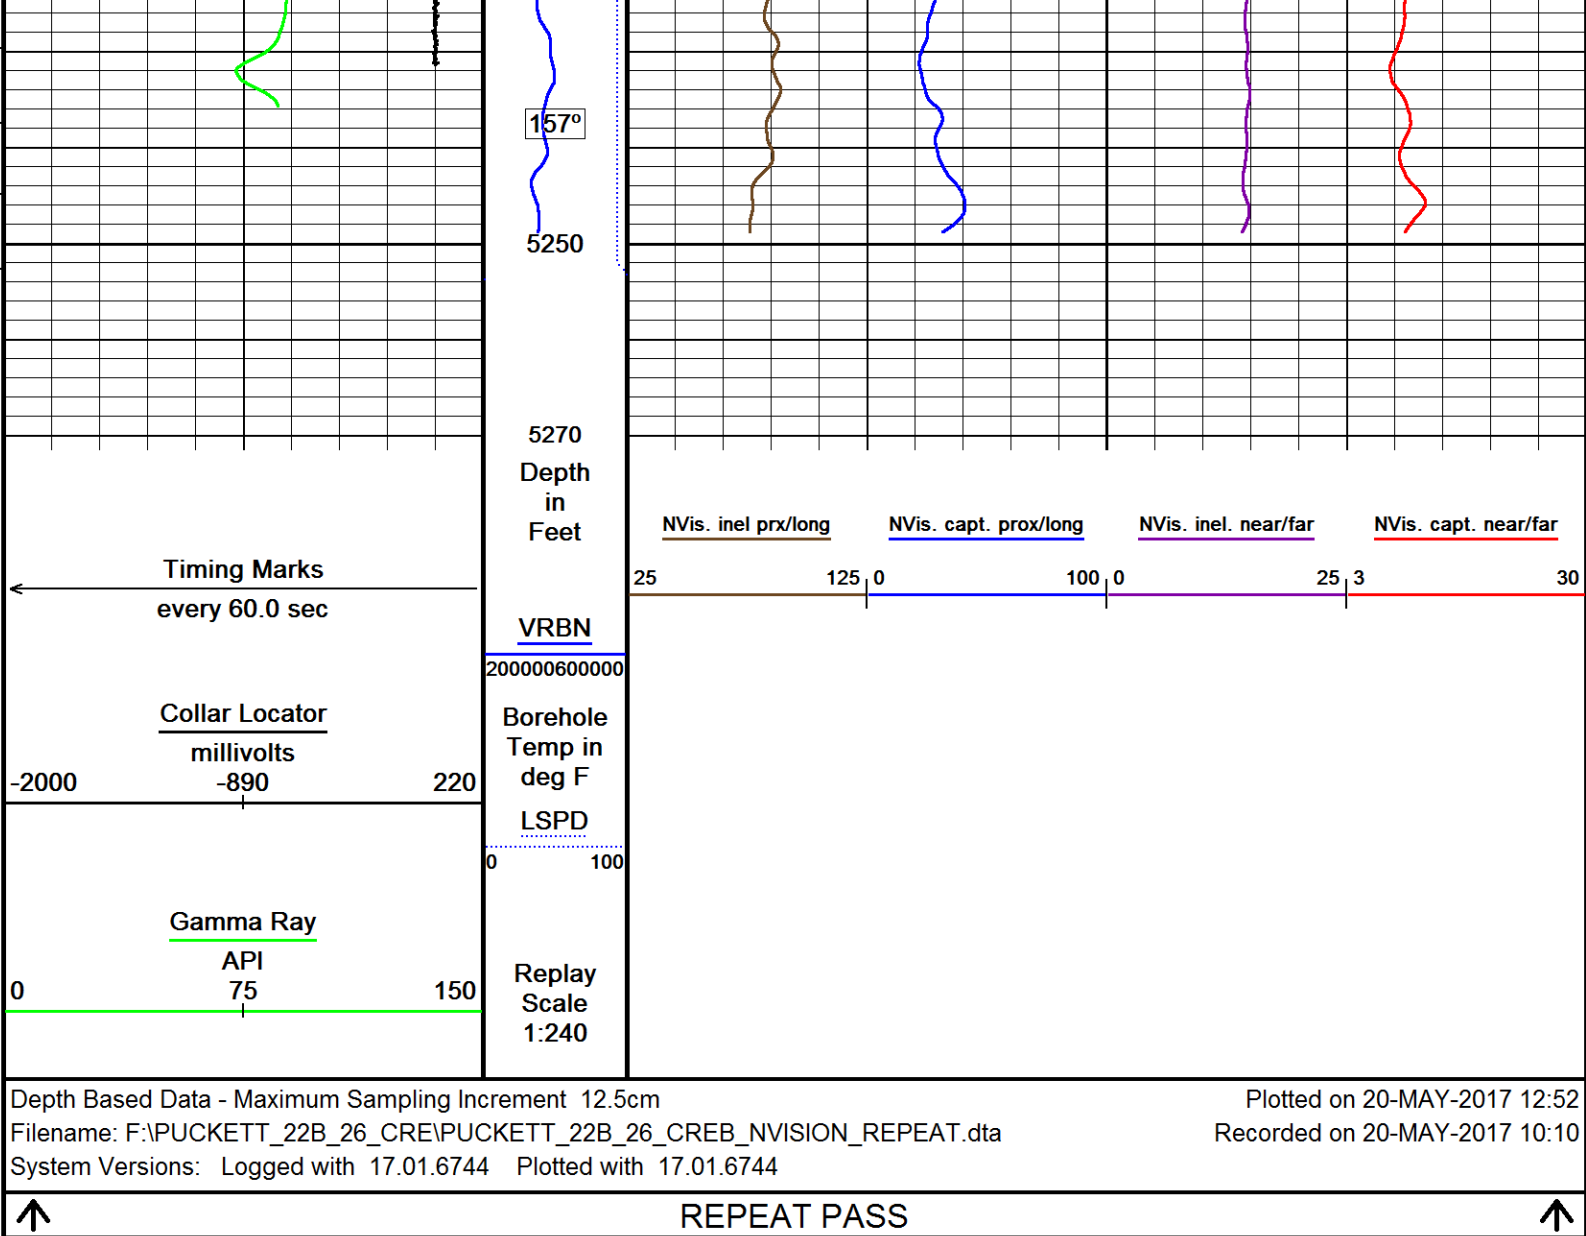 157º
5250
5270
Depth
in
Feet
NVis. inel prx/long
NVis. capt. prox/long
NVis. inel. near/far
NVis. capt. near/far
25 125 0 100 0 25 3 30
Timing Marks
every 60.0 sec
VRBN
200000600000
Collar Locator
millivolts
-2000 -890 220
Borehole
Temp in
deg F
LSPD
0 100
Gamma Ray
API
0 75 150
Replay
Scale
1:240
Depth Based Data - Maximum Sampling Increment 12.5cm
Plotted on 20-MAY-2017 12:52
Filename: F:\PUCKETT_22B_26_CRE\PUCKETT_22B_26_CREB_NVISION_REPEAT.dta
Recorded on 20-MAY-2017 10:10
System Versions: Logged with 17.01.6744 Plotted with 17.01.6744
REPEAT PASS